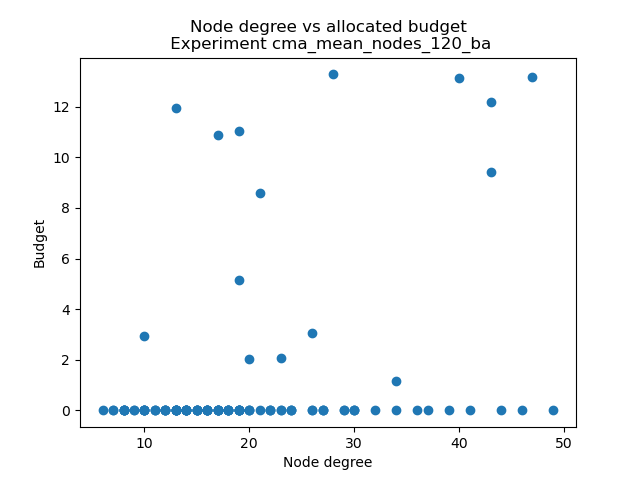 Node degree vs allocated budget
Experiment cma_mean_nodes_120_ba
12
10
8
6
4
2
0
Budget
10 20 30 40 50
Node degree